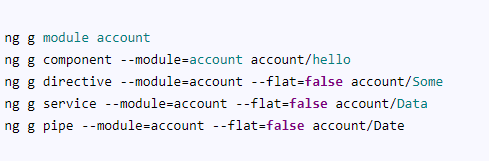 ng g module account
ng g component --module=account account/hello
ng g directive --module=account --flat=false account/Some
ng g service --module=account --flat=false account/Data
ng g pipe --module=account --flat=false account/Date